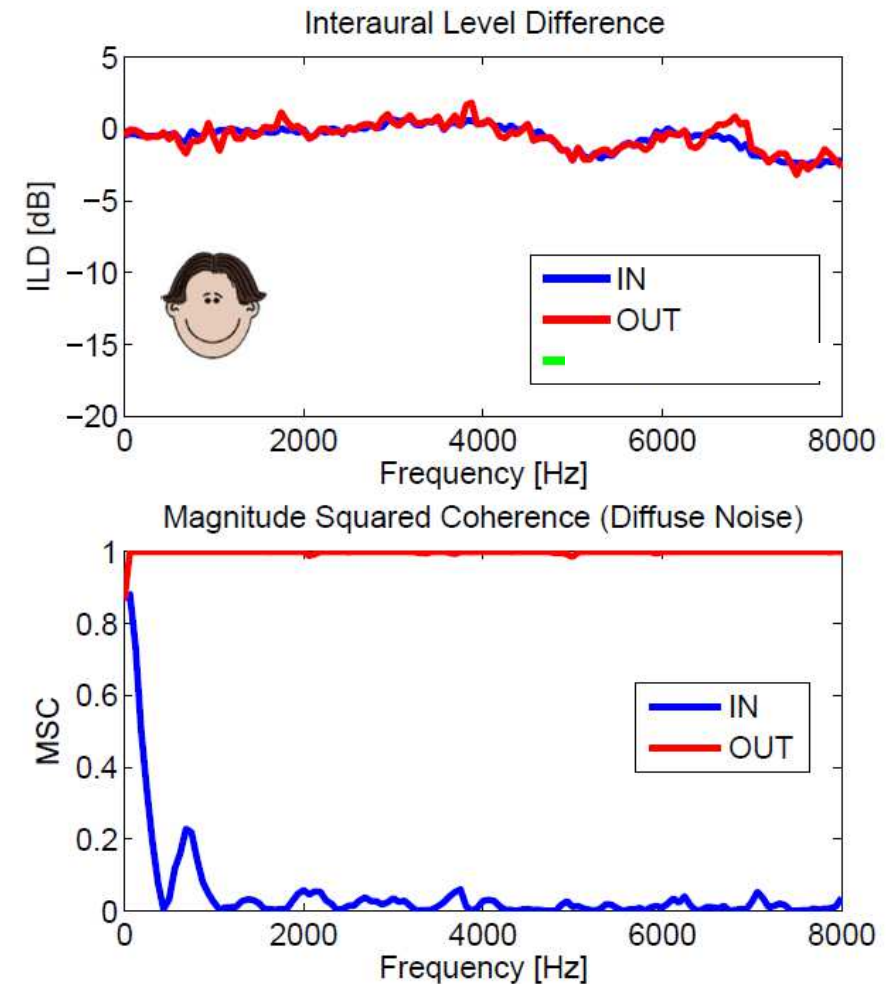 Interaural Level Difference
5
0
−5
−10
−15
−20
ILD [dB]
IN
OUT
0 2000 4000 6000 8000
Frequency [Hz]
Magnitude Squared Coherence (Diffuse Noise)
1
0.8
0.6
0.4
0.2
0
MSC
IN
OUT
0 2000 4000 6000 8000
Frequency [Hz]